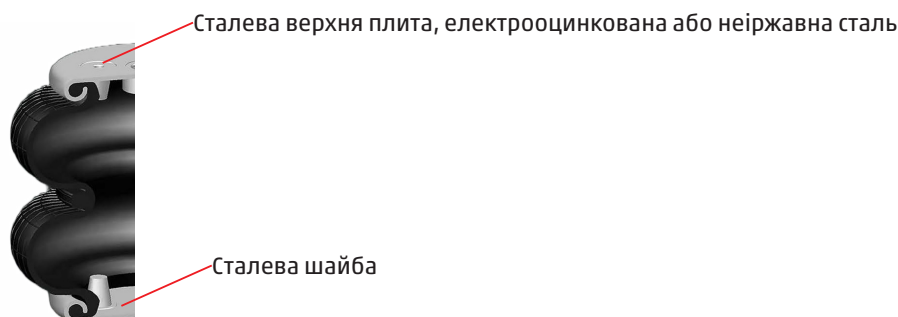 Сталева верхня плита, електрооцинкована або неіржавна сталь
Сталева шайба